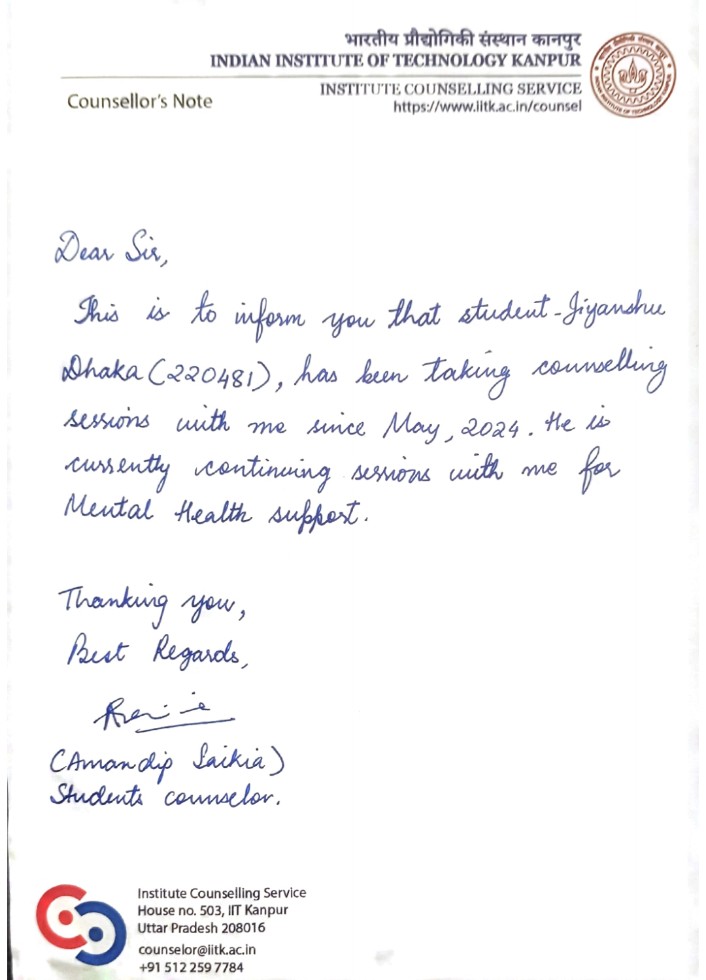 भारतीय प्रौद्योगिकी संस्थान कानपुर
INDIAN INSTITUTE OF TECHNOLOGY KANPUR
INSTITUTE COUNSELLING SERVICE
https://www.iitk.ac.in/counsel
Counsellor's Note
Dear Sir,
This is to inform you that student - Jiyanshu
Dhaka (220481), has been taking counselling
sessions with me since May, 2024. He is
currently continuing sessions with me for
Mental Health support.
Thanking you,
Best Regards,
(Amandip Saikia)
Students counselor.
Institute Counselling Service
House no. 503, IIT Kanpur
Uttar Pradesh 208016
counselor@iitk.ac.in
+91 512 259 7784